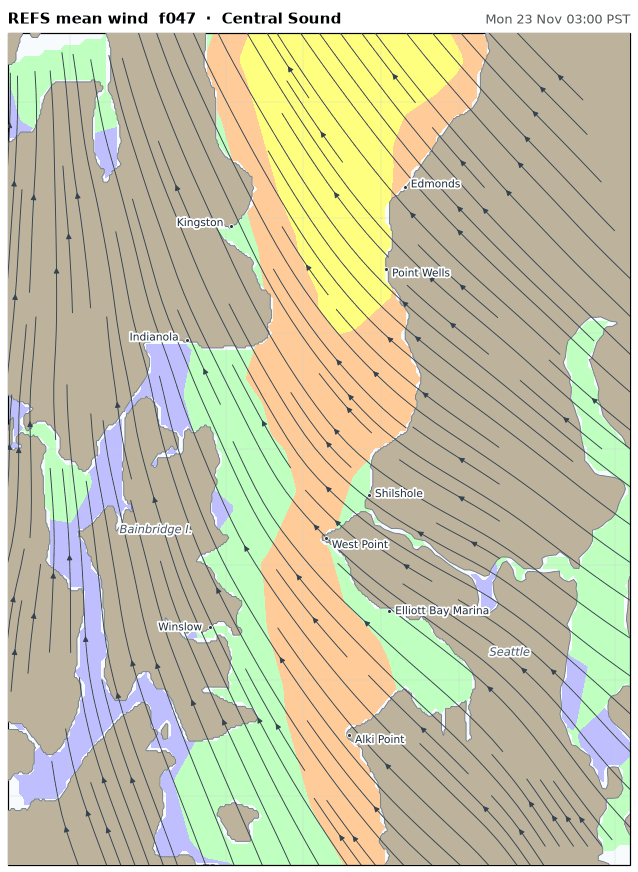 REFS mean wind f047 · Central Sound
Mon 23 Nov 03:00 PST
Edmonds
Kingston
Point Wells
Indianola
Shilshole
Bainbridge I.
West Point
Elliott Bay Marina
Winslow
Seattle
Alki Point